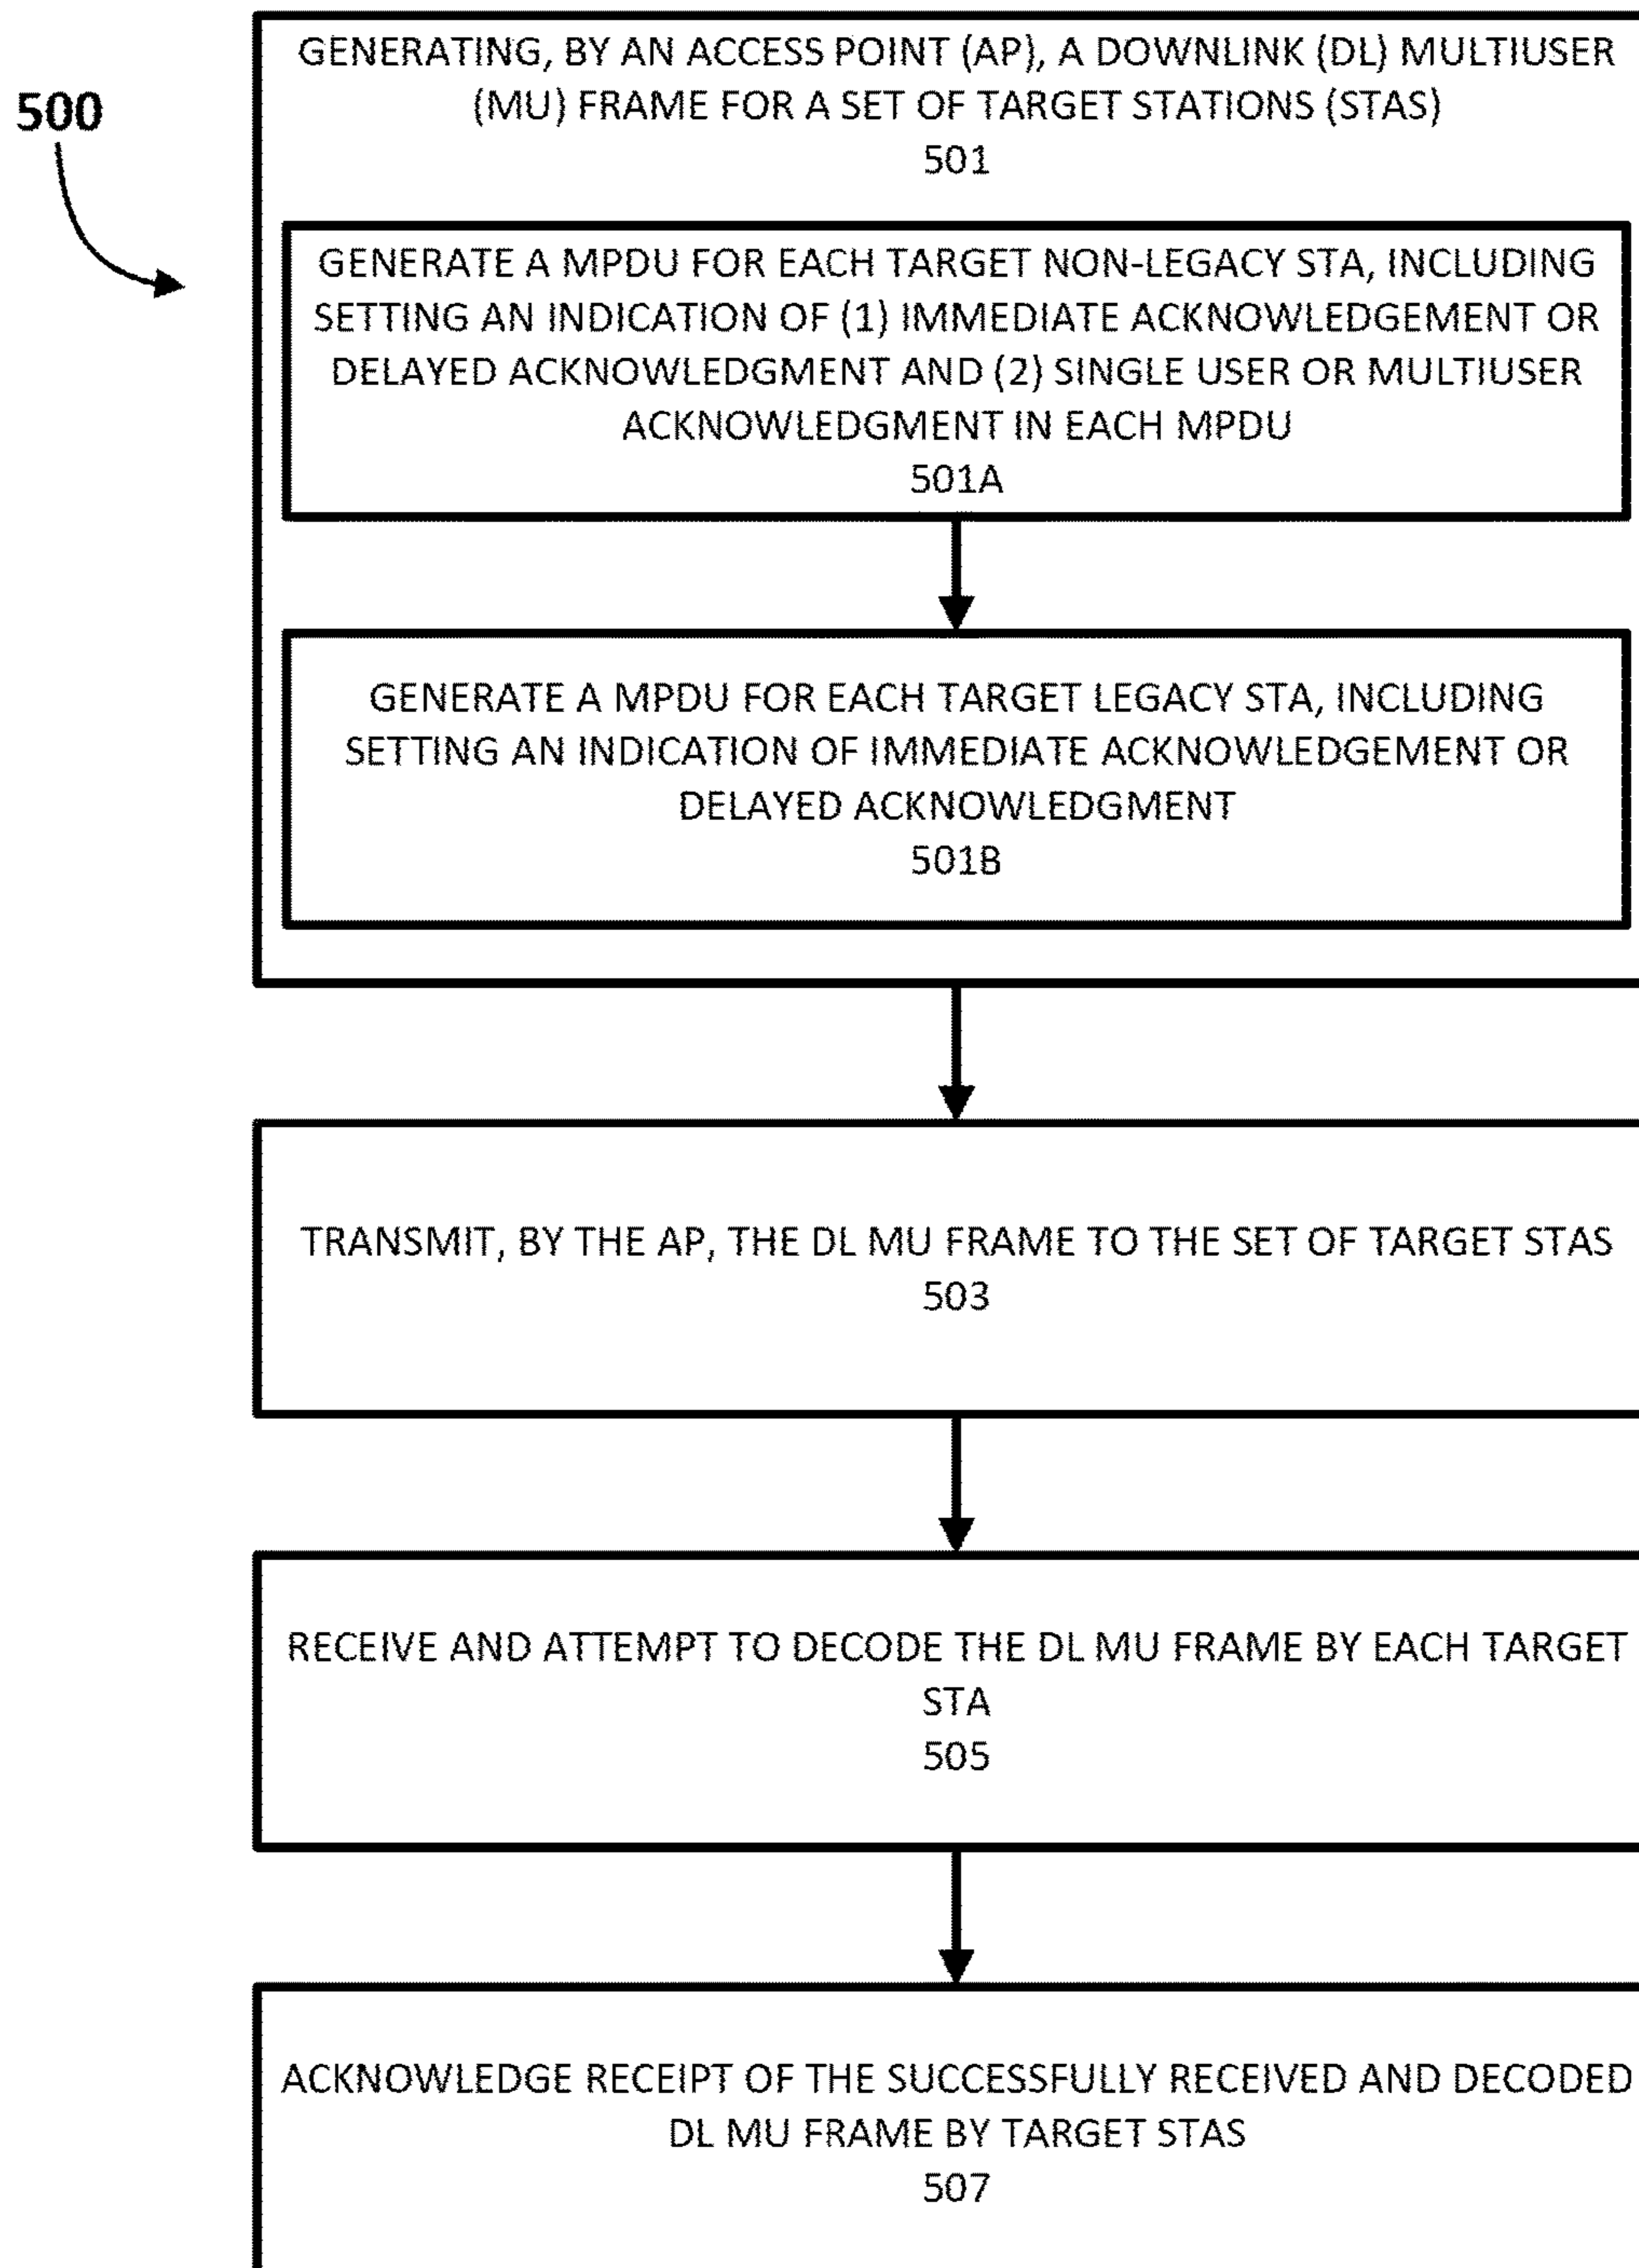 GENERATING, BY AN ACCESS POINT (AP), A DOWNLINK (DL) MULTIUSER
(MU) FRAME FOR A SET OF TARGET STATIONS (STAS)
501
500
GENERATE A MPDU FOR EACH TARGET NON-LEGACY STA, INCLUDING
SETTING AN INDICATION OF (1) IMMEDIATE ACKNOWLEDGEMENT OR
DELAYED ACKNOWLEDGMENT AND (2) SINGLE USER OR MULTIUSER
ACKNOWLEDGMENT IN EACH MPDU
501A
GENERATE A MPDU FOR EACH TARGET LEGACY STA, INCLUDING
SETTING AN INDICATION OF IMMEDIATE ACKNOWLEDGEMENT OR
DELAYED ACKNOWLEDGMENT
501B
TRANSMIT, BY THE AP, THE DL MU FRAME TO THE SET OF TARGET STAS
503
RECEIVE AND ATTEMPT TO DECODE THE DL MU FRAME BY EACH TARGET
STA
505
ACKNOWLEDGE RECEIPT OF THE SUCCESSFULLY RECEIVED AND DECODED
DL MU FRAME BY TARGET STAS
507